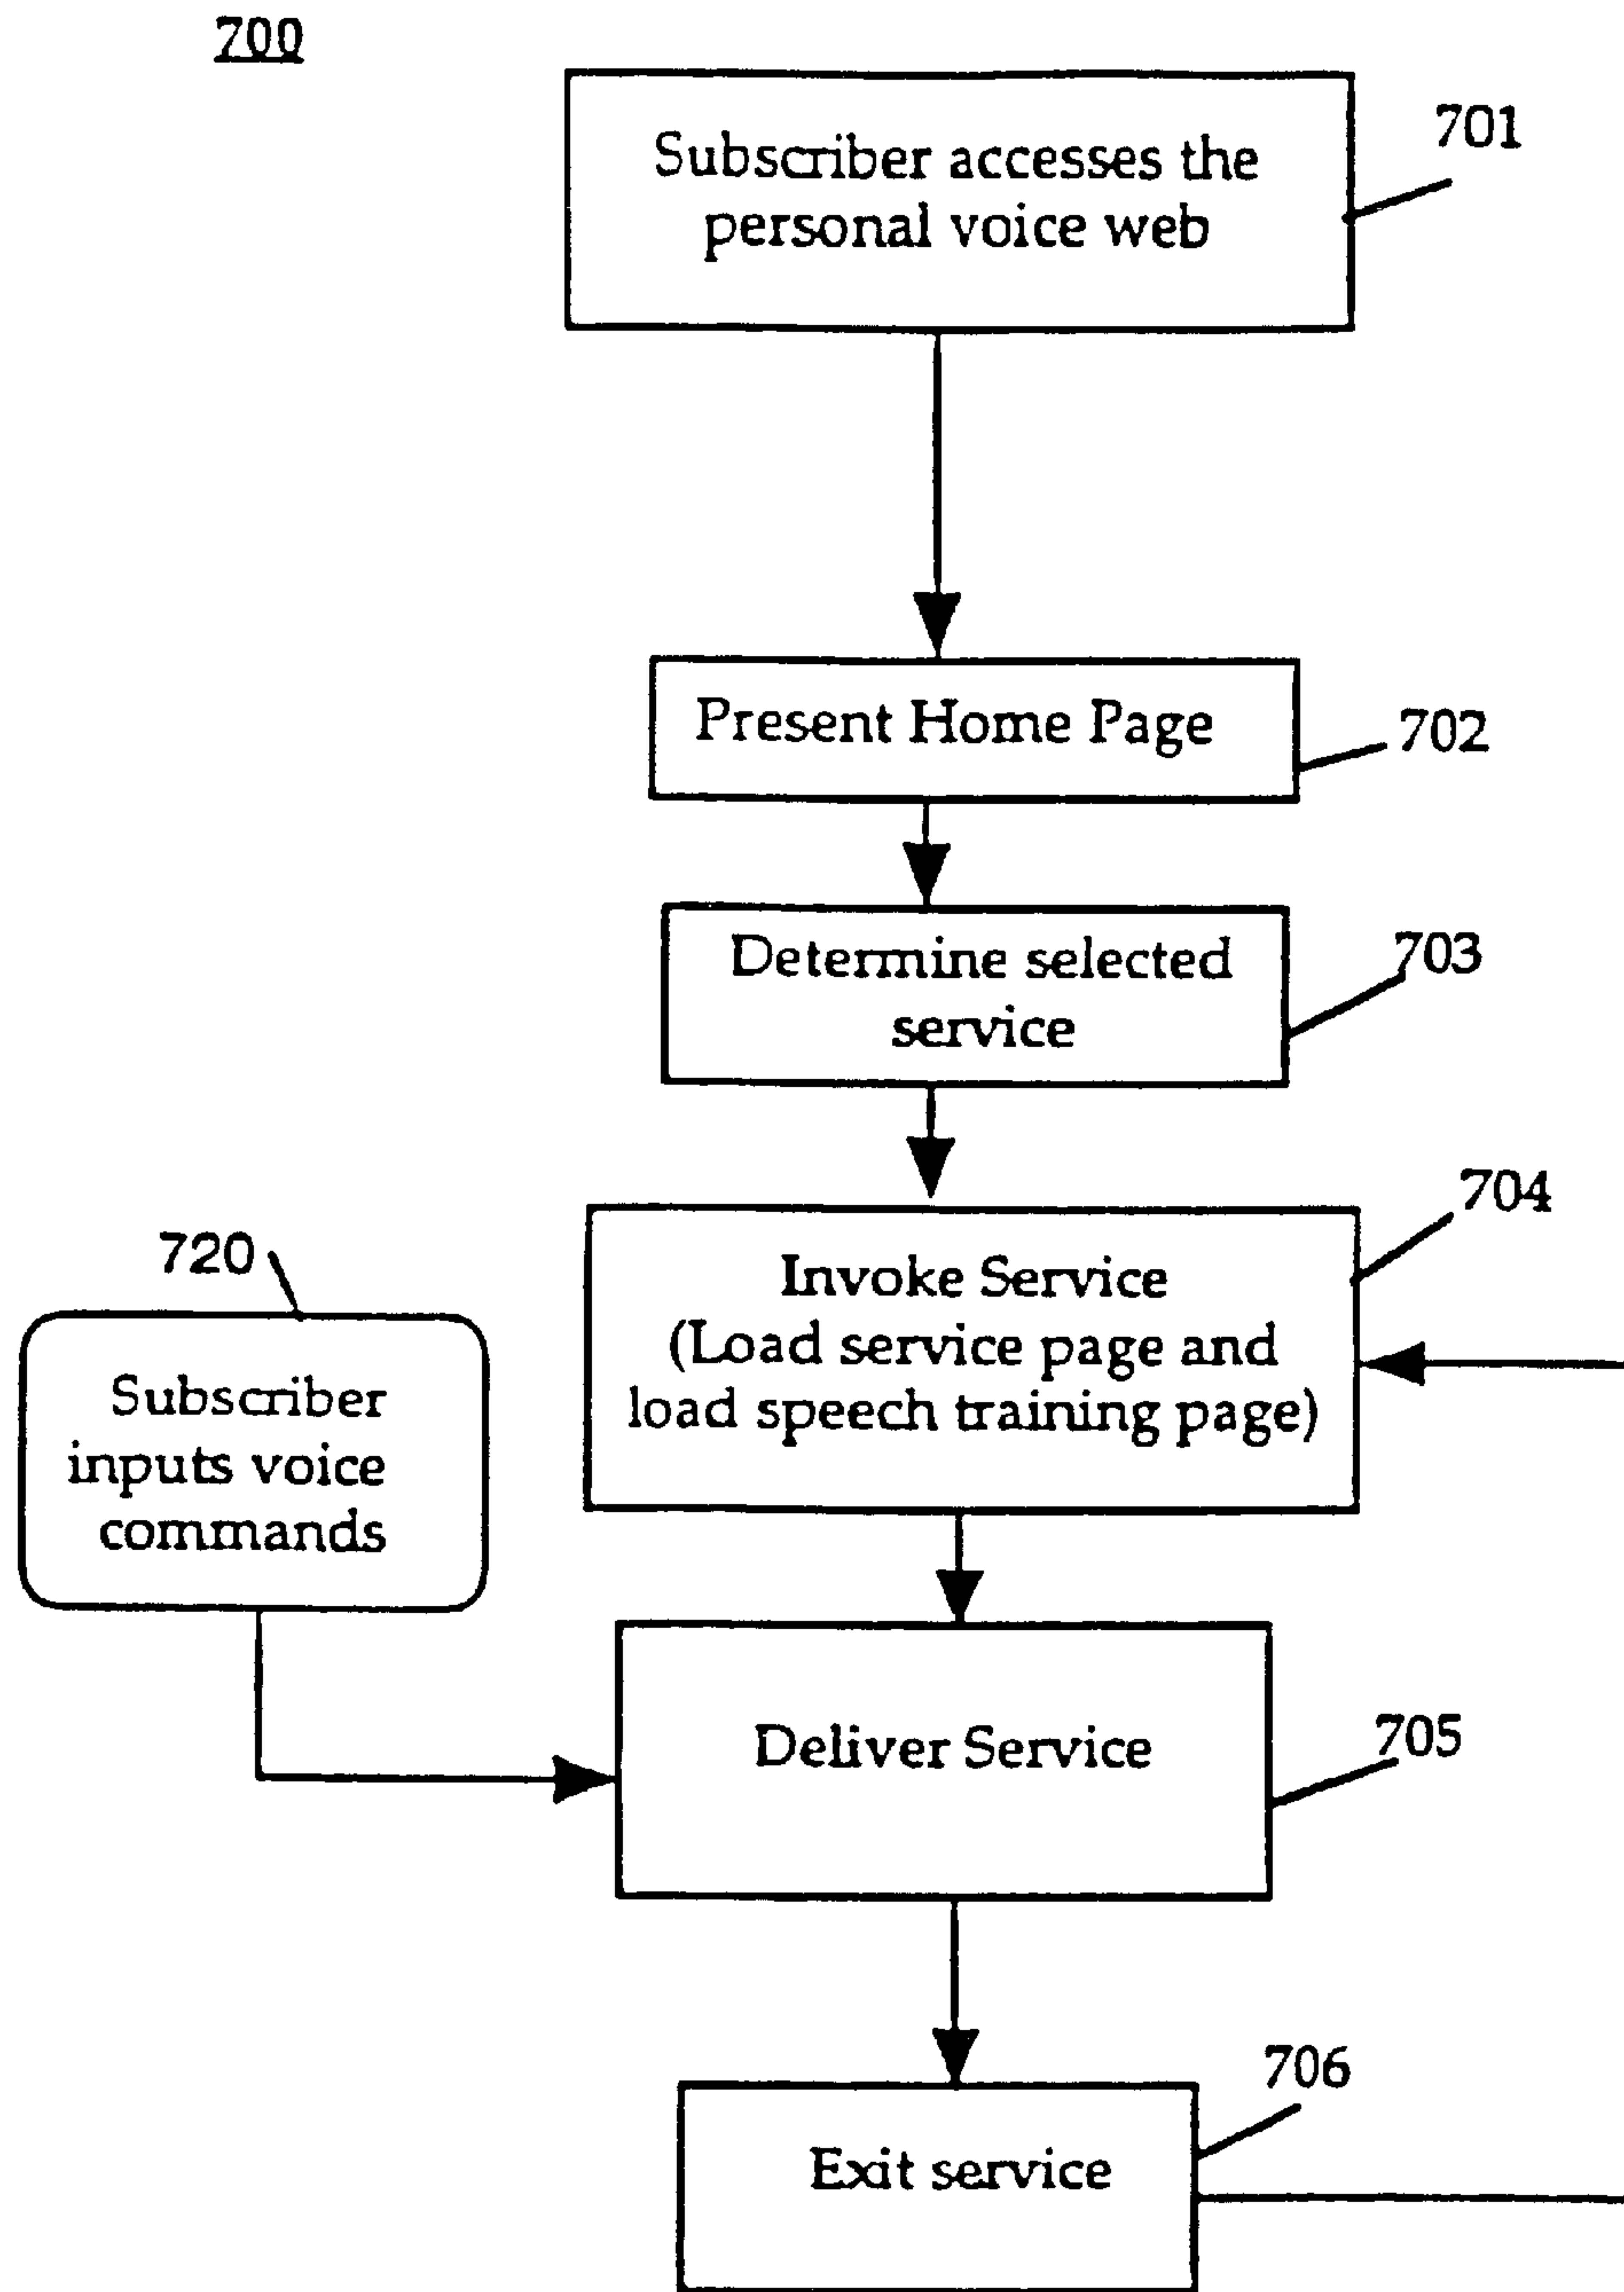 700
Subscriber accesses the
personal voice web
701
Present Home Page
702
Determine selected
service
703
Invoke Service
(Load service page and
load speech training page)
704
720
Subscriber
inputs voice
commands
Deliver Service
705
Exit service
706